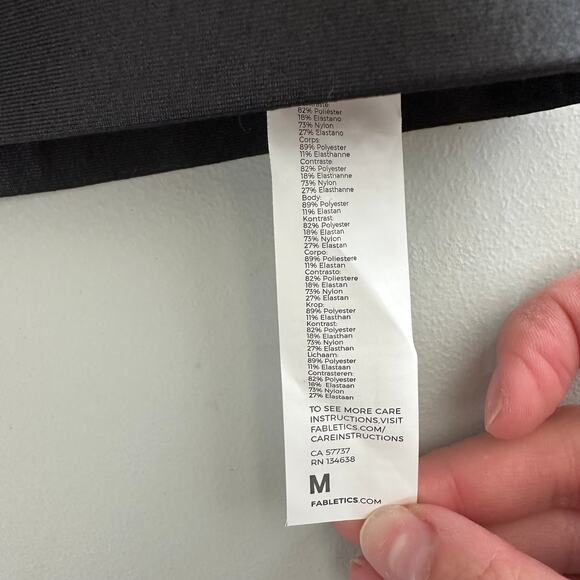 82% Poliéster
18% Elastano
73% Nylon
27% Elastano
Corps:
89% Polyester
11% Elasthanne
Contraste:
82% Polyester
18% Elasthanne
73% Nylon
27% Elasthanne
Body:
89% Polyester
11% Elastan
Kontrast:
82% Polyester
18% Elastan
73% Nylon
27% Elastan
Corpo:
89% Poliestere
11% Elastan
Contrasto:
82% Poliestere
18% Elastan
73% Nylon
27% Elastan
Krop:
89% Polyester
11% Elasthan
Kontrast:
82% Polyester
18% Elasthan
73% Nylon
27% Elasthan
Lichaam:
89% Polyester
11% Elastaan
Contrasteren:
82% Polyester
18% Elastaan
73% Nylon
27% Elastaan
TO SEE MORE CARE
INSTRUCTIONS,VISIT
FABLETICS.COM/
CAREINSTRUCTIONS
CA 57737
RN 134638
M
FABLETICS.COM